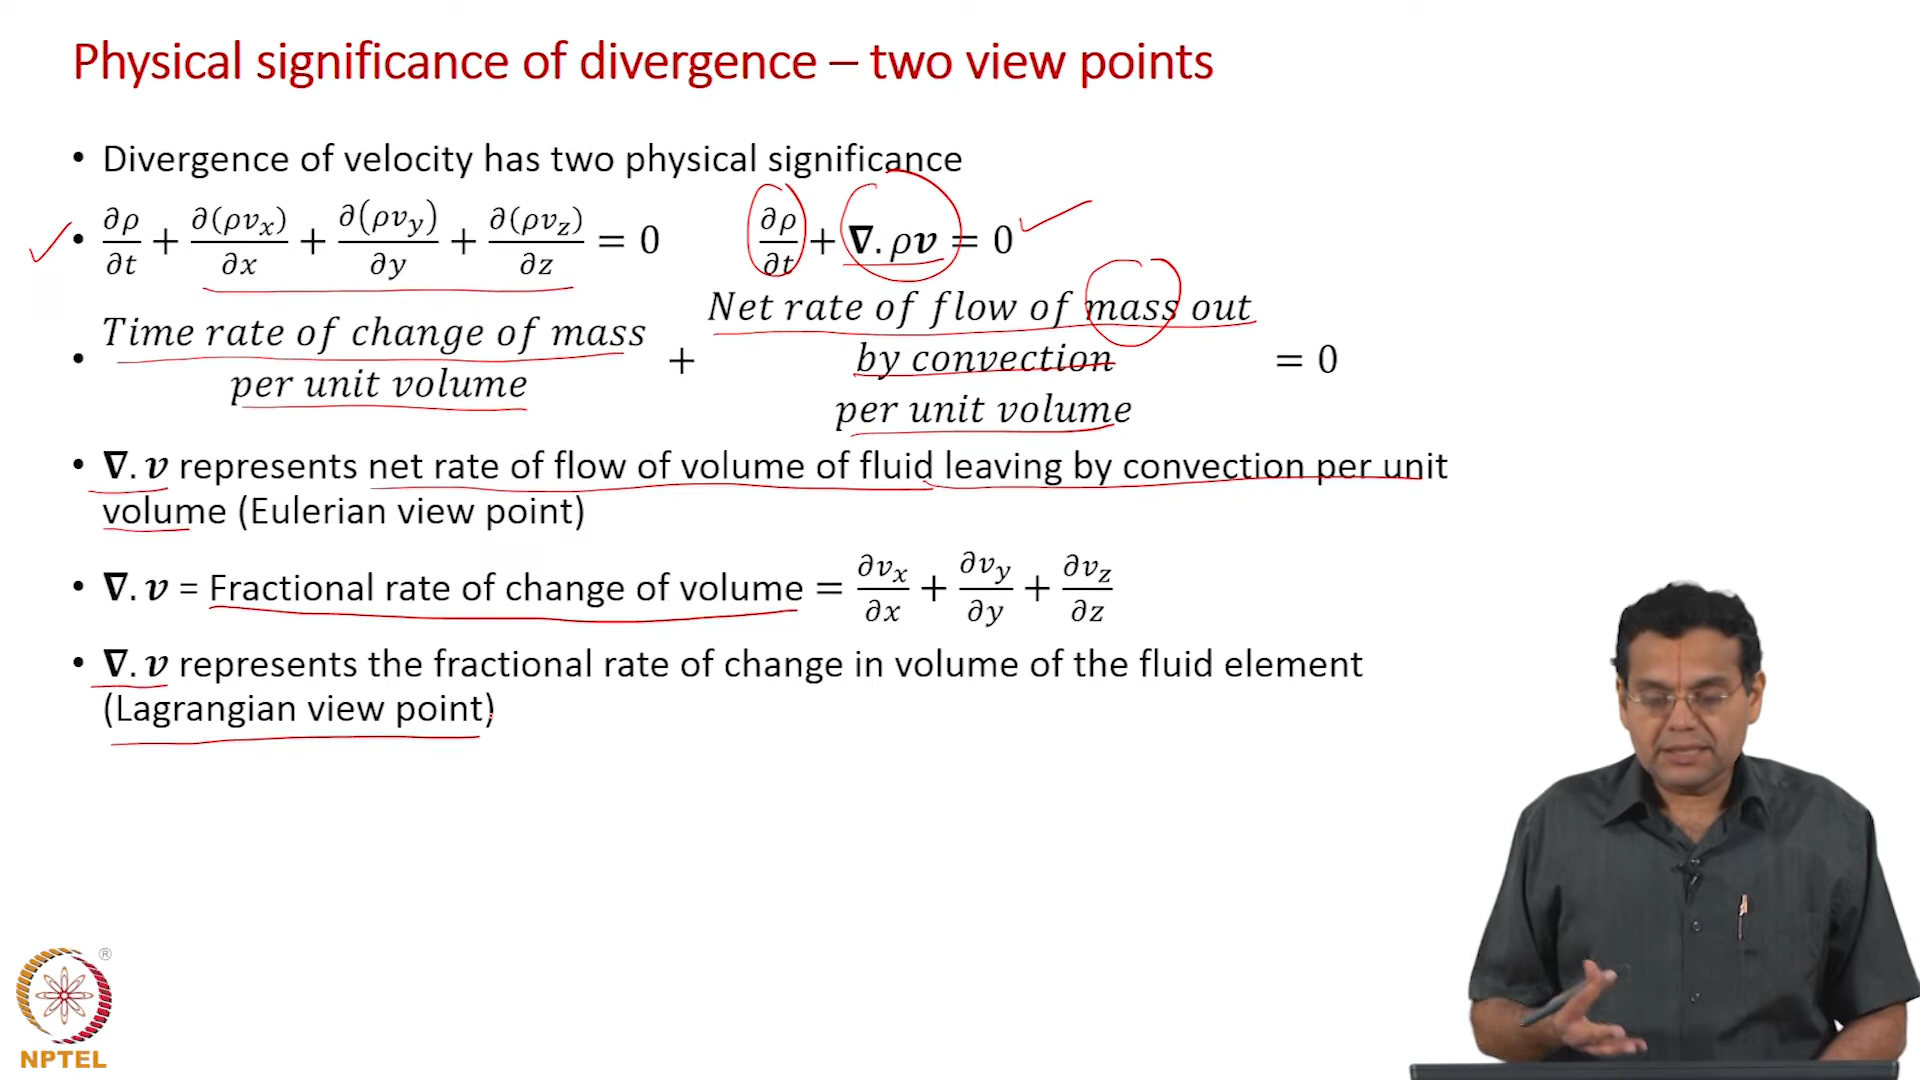 Physical significance of divergence – two view points
• Divergence of velocity has two physical significance
• ∂ρ/∂t + ∂(ρv_x)/∂x + ∂(ρv_y)/∂y + ∂(ρv_z)/∂z = 0    ∂ρ/∂t + ∇. ρv = 0
• Time rate of change of mass per unit volume + Net rate of flow of mass out by convection per unit volume = 0
• ∇. v represents net rate of flow of volume of fluid leaving by convection per unit
volume (Eulerian view point)
• ∇. v = Fractional rate of change of volume = ∂v_x/∂x + ∂v_y/∂y + ∂v_z/∂z
• ∇. v represents the fractional rate of change in volume of the fluid element
(Lagrangian view point)
®
NPTEL